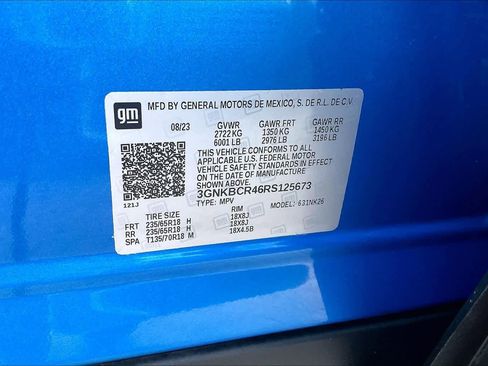 gm
MFD BY GENERAL MOTORS DE MEXICO, S. DE R.L. DE C.V.
08/23 GVWR GAWR FRT GAWR RR
2722 KG 1350 KG 1450 KG
6001 LB 2976 LB 3196 LB
THIS VEHICLE CONFORMS TO ALL APPLICABLE
U.S. FEDERAL MOTOR
VEHICLE SAFETY STANDARDS IN EFFECT ON THE
DATE OF MANUFACTURE SHOWN ABOVE.
3GNKBCR46RS125673
TYPE: MPV MODEL: 631NK26
121J
TIRE SIZE RIM
FRT 235/65R18 H 18X8J
RR 235/65R18 H 18X8J
SPA T135/70R18 M 18X4.5B